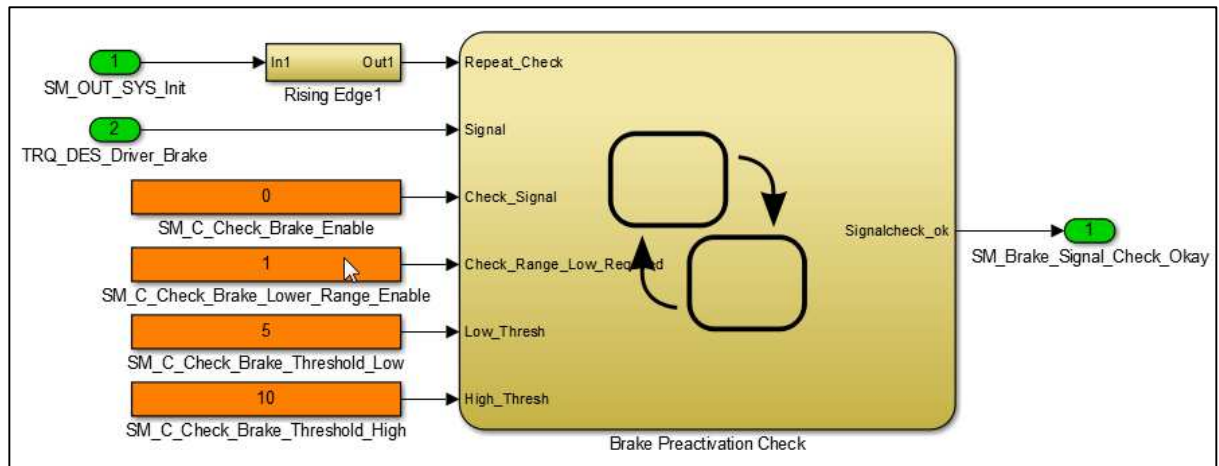 1
SM_OUT_SYS_Init
In1 Out1
Rising Edge1
Repeat_Check
2
TRQ_DES_Driver_Brake
Signal
0
SM_C_Check_Brake_Enable
Check_Signal
1
SM_C_Check_Brake_Lower_Range_Enable
Check_Range_Low_Required
5
SM_C_Check_Brake_Threshold_Low
Low_Thresh
10
SM_C_Check_Brake_Threshold_High
High_Thresh
Signalcheck_ok
1
SM_Brake_Signal_Check_Okay
Brake Preactivation Check